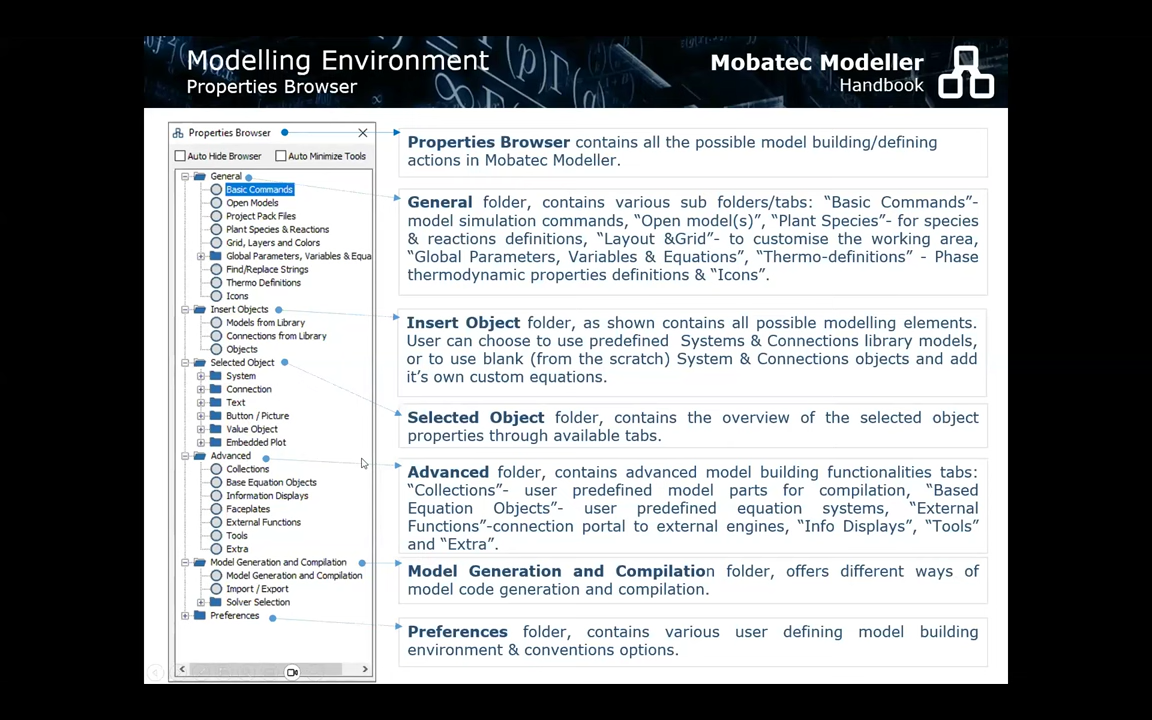 Modelling Environment
Properties Browser
Mobatec Modeller
Handbook
Properties Browser
Auto Hide Browser
Auto Minimize Tools
General
Basic Commands
Open Models
Project Pack Files
Plant Species & Reactions
Grid, Layers and Colors
Global Parameters, Variables & Equa
Find/Replace Strings
Thermo Definitions
Icons
Insert Objects
Models from Library
Connections from Library
Objects
Selected Object
System
Connection
Text
Button / Picture
Value Object
Embedded Plot
Advanced
Collections
Base Equation Objects
Information Displays
Faceplates
External Functions
Tools
Extra
Model Generation and Compilation
Model Generation and Compilation
Import / Export
Solver Selection
Preferences
Properties Browser contains all the possible model building/defining
actions in Mobatec Modeller.
General folder, contains various sub folders/tabs: “Basic Commands”-
model simulation commands, “Open model(s)”, “Plant Species”- for species
& reactions definitions, “Layout &Grid”- to customise the working area,
“Global Parameters, Variables & Equations”, “Thermo-definitions” - Phase
thermodynamic properties definitions & “Icons”.
Insert Object folder, as shown contains all possible modelling elements.
User can choose to use predefined Systems & Connections library models,
or to use blank (from the scratch) System & Connections objects and add
it’s own custom equations.
Selected Object folder, contains the overview of the selected object
properties through available tabs.
Advanced folder, contains advanced model building functionalities tabs:
“Collections”- user predefined model parts for compilation, “Based
Equation Objects”- user predefined equation systems, “External
Functions”-connection portal to external engines, “Info Displays”, “Tools”
and “Extra”.
Model Generation and Compilation folder, offers different ways of
model code generation and compilation.
Preferences folder, contains various user defining model building
environment & conventions options.